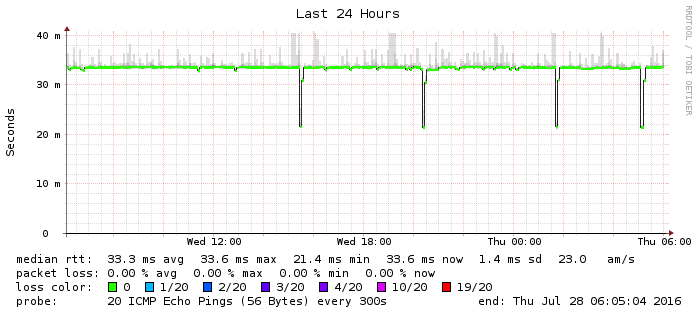 Last 24 Hours
RRDTOOL / TOBI OETIKER
Seconds
40 m
30 m
20 m
10 m
0
Wed 12:00 Wed 18:00 Thu 00:00 Thu 06:00
median rtt: 33.3 ms avg 33.6 ms max 21.4 ms min 33.6 ms now 1.4 ms sd 23.0 am/s
packet loss: 0.00 % avg 0.00 % max 0.00 % min 0.00 % now
loss color: 0 1/20 2/20 3/20 4/20 10/20 19/20
probe: 20 ICMP Echo Pings (56 Bytes) every 300s end: Thu Jul 28 06:05:04 2016